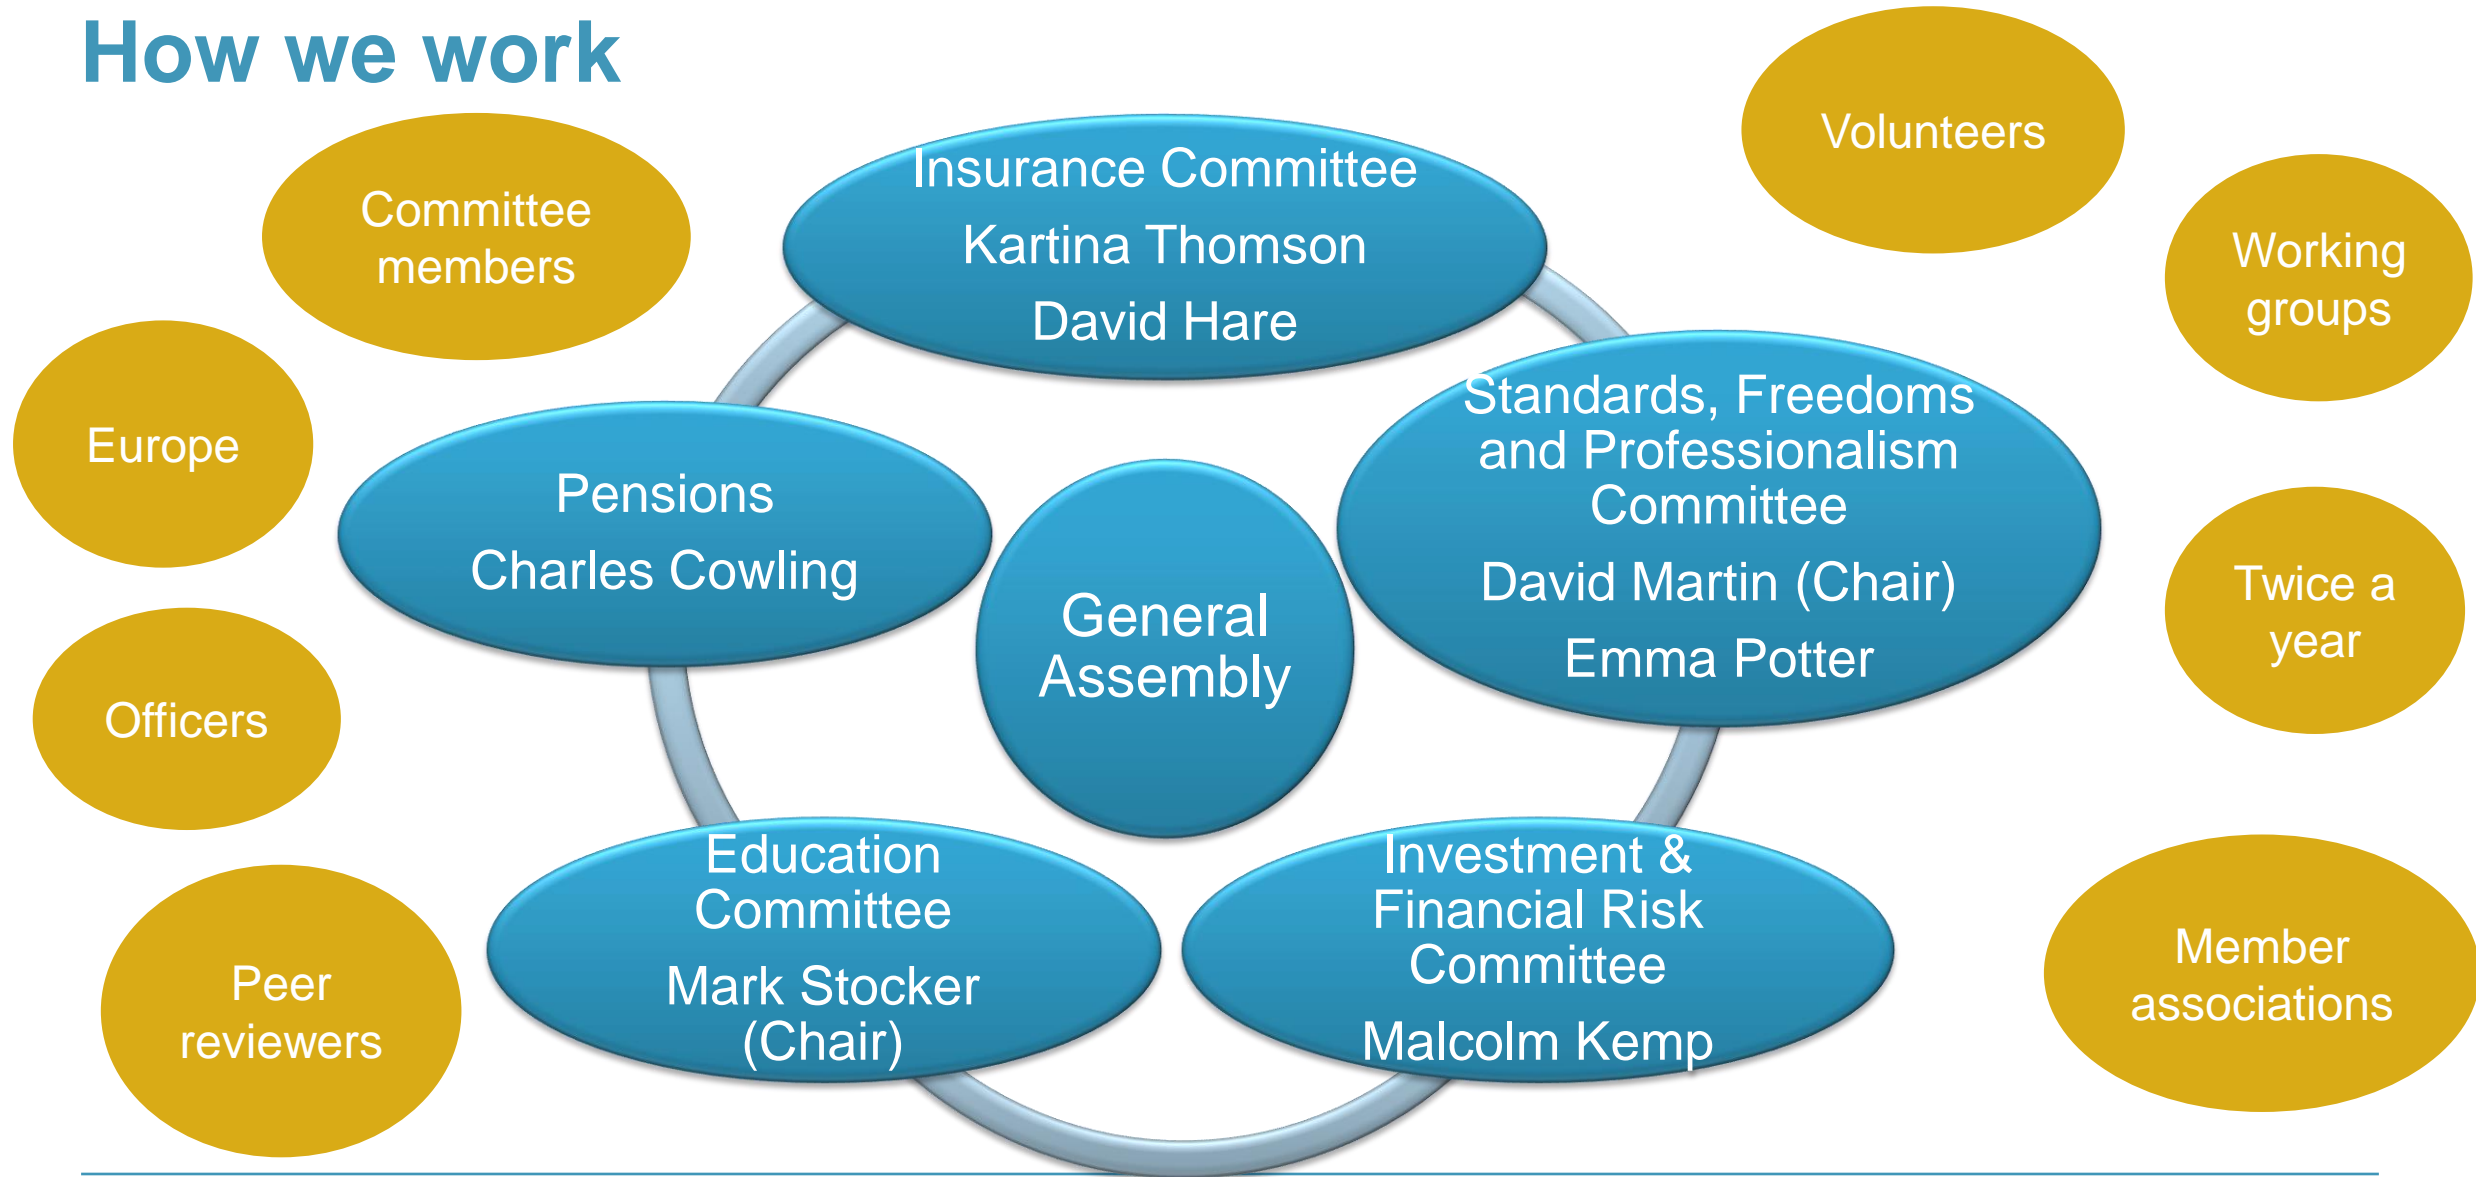 How we work
Committee
members
Europe
Officers
Peer
reviewers
Insurance Committee
Kartina Thomson
David Hare
Pensions
Charles Cowling
General
Assembly
Standards, Freedoms
and Professionalism
Committee
David Martin (Chair)
Emma Potter
Education
Committee
Mark Stocker
(Chair)
Investment &
Financial Risk
Committee
Malcolm Kemp
Volunteers
Working
groups
Twice a
year
Member
associations